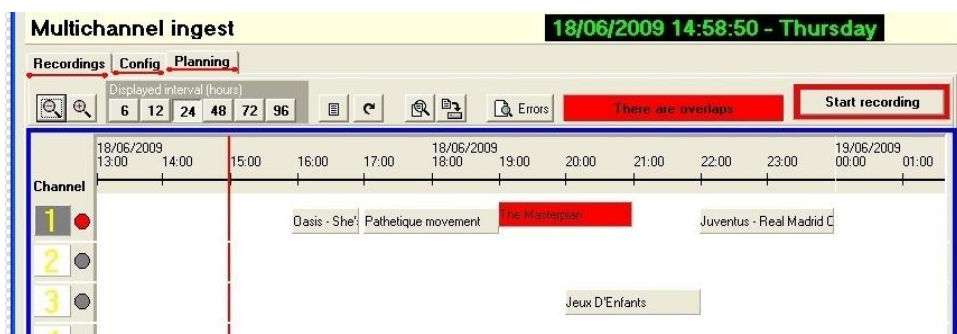 Multichannel ingest
18/06/2009 14:58:50 - Thursday
Recordings Config Planning
Displayed interval (hours)
6 12 24 48 72 96
Errors
There are overlaps
Start recording
18/06/2009 18/06/2009 19/06/2009
13:00 14:00 15:00 16:00 17:00 18:00 19:00 20:00 21:00 22:00 23:00 00:00 01:00
Channel
1 Oasis - She': Pathetique movement The Masterplan Juventus - Real Madrid C
2
3 Jeux D'Enfants